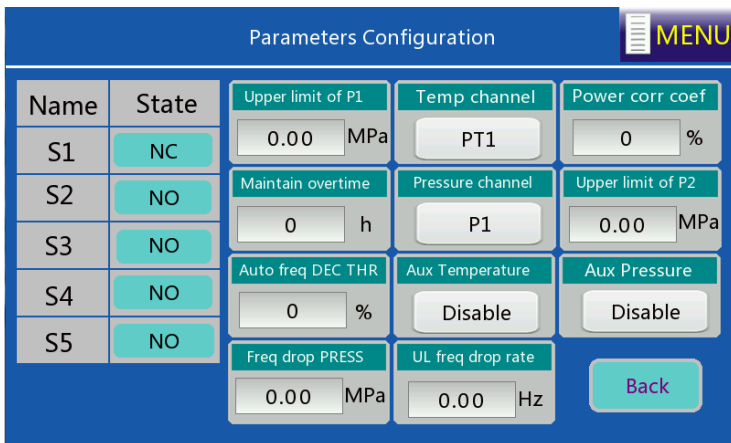 Parameters Configuration
MENU
Name State
S1 NC
S2 NO
S3 NO
S4 NO
S5 NO
Upper limit of P1
0.00 MPa
Temp channel
PT1
Power corr coef
0 %
Maintain overtime
0 h
Pressure channel
P1
Upper limit of P2
0.00 MPa
Auto freq DEC THR
0 %
Aux Temperature
Disable
Aux Pressure
Disable
Freq drop PRESS
0.00 MPa
UL freq drop rate
0.00 Hz
Back